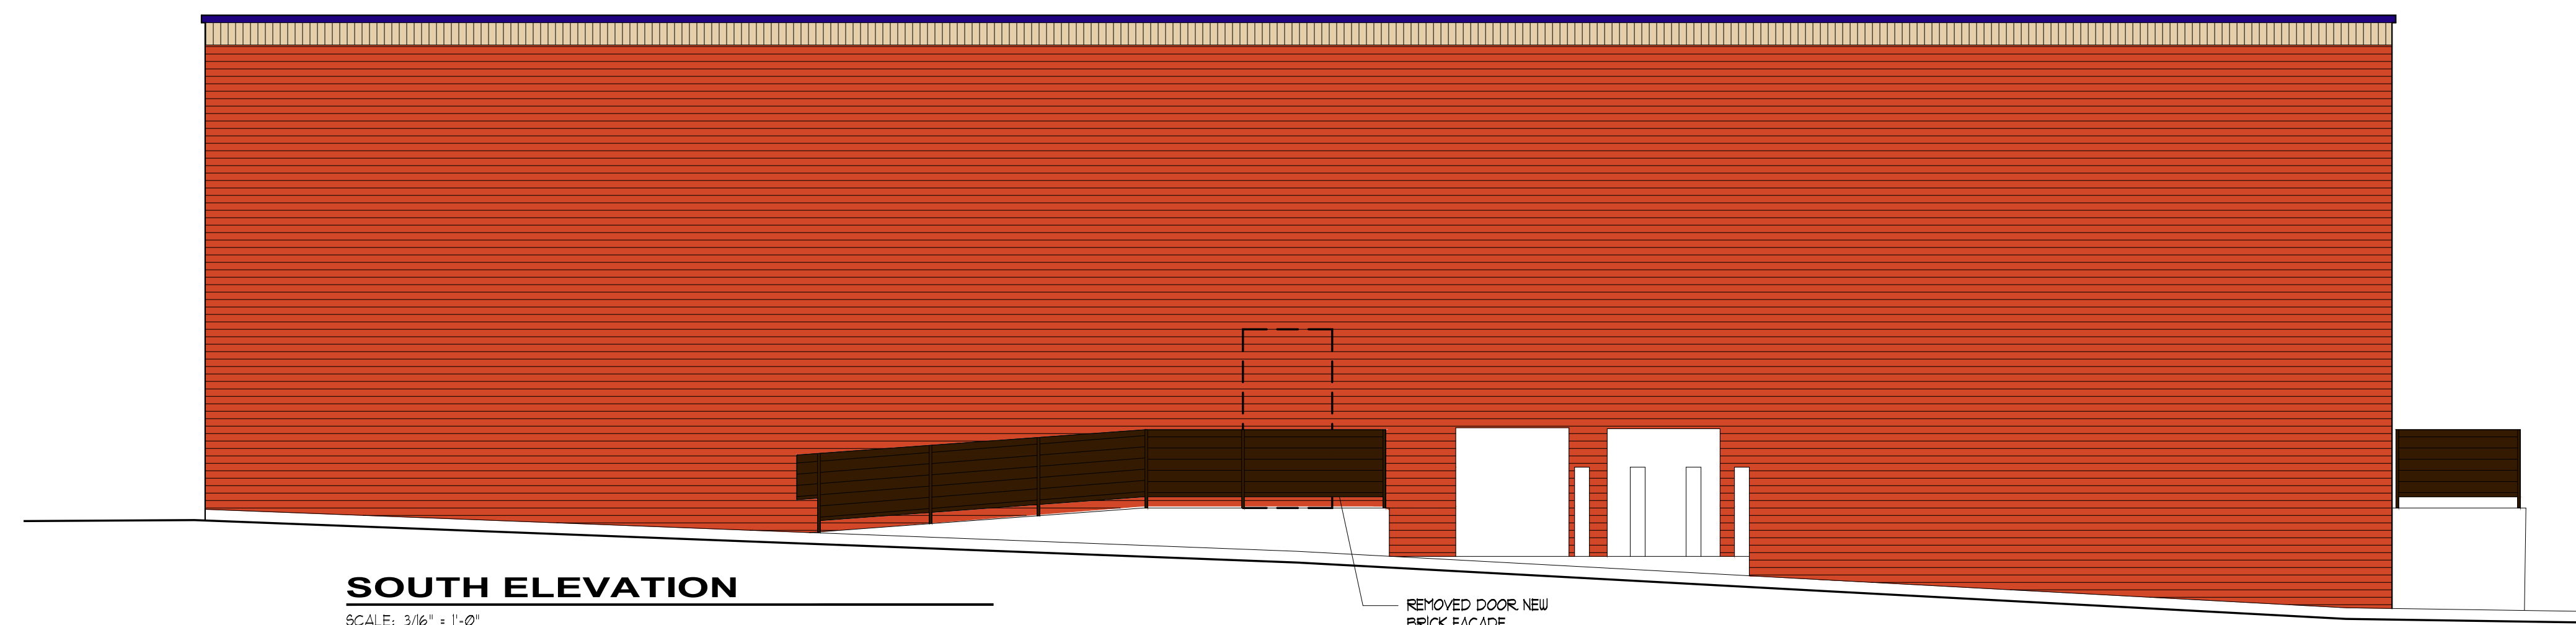 SOUTH ELEVATION
SCALE: 3/16" = 1'-0"
REMOVED DOOR NEW
BRICK FACADE